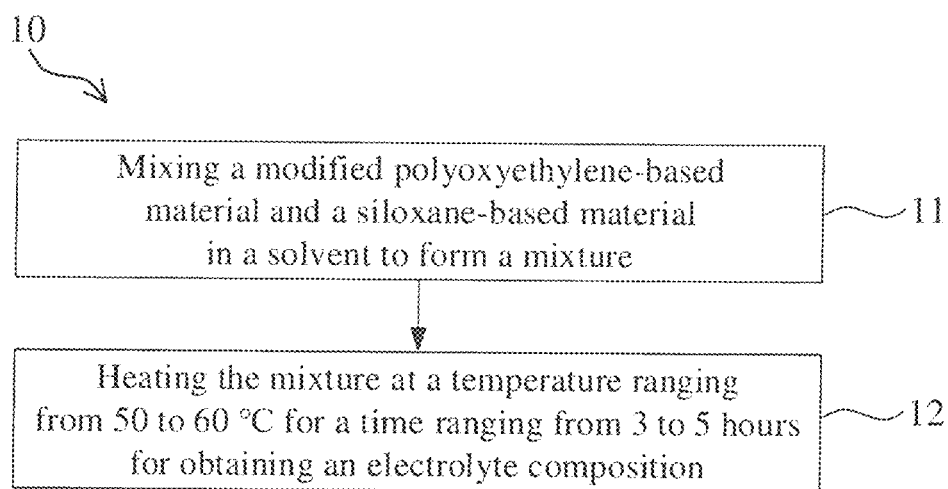 10
Mixing a modified polyoxyethylene-based
material and a siloxane-based material
in a solvent to form a mixture
11
Heating the mixture at a temperature ranging
from 50 to 60 °C for a time ranging from 3 to 5 hours
for obtaining an electrolyte composition
12